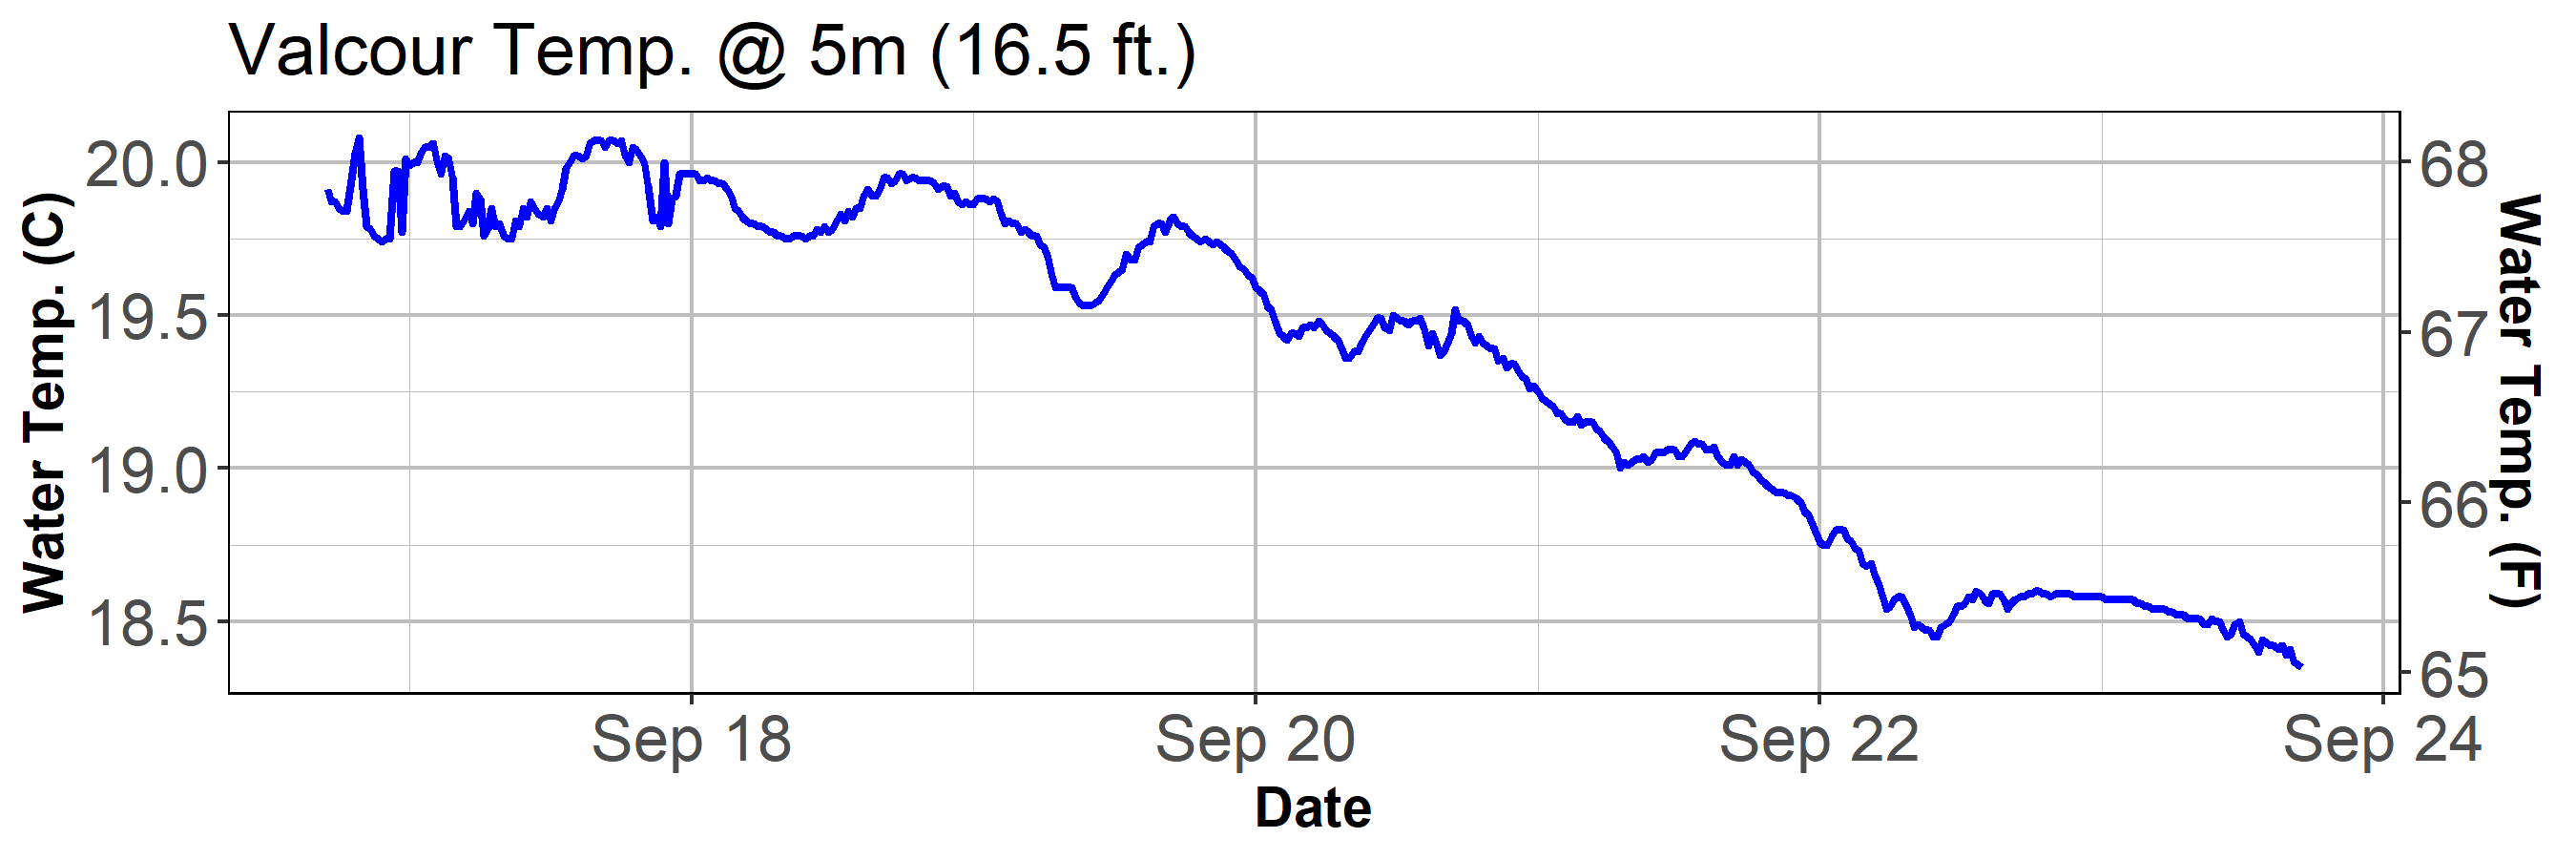 Valcour Temp. @ 5m (16.5 ft.)
Water Temp. (C)
20.0
19.5
19.0
18.5
68
67
66
65
Water Temp. (F)
Sep 18
Sep 20
Sep 22
Sep 24
Date